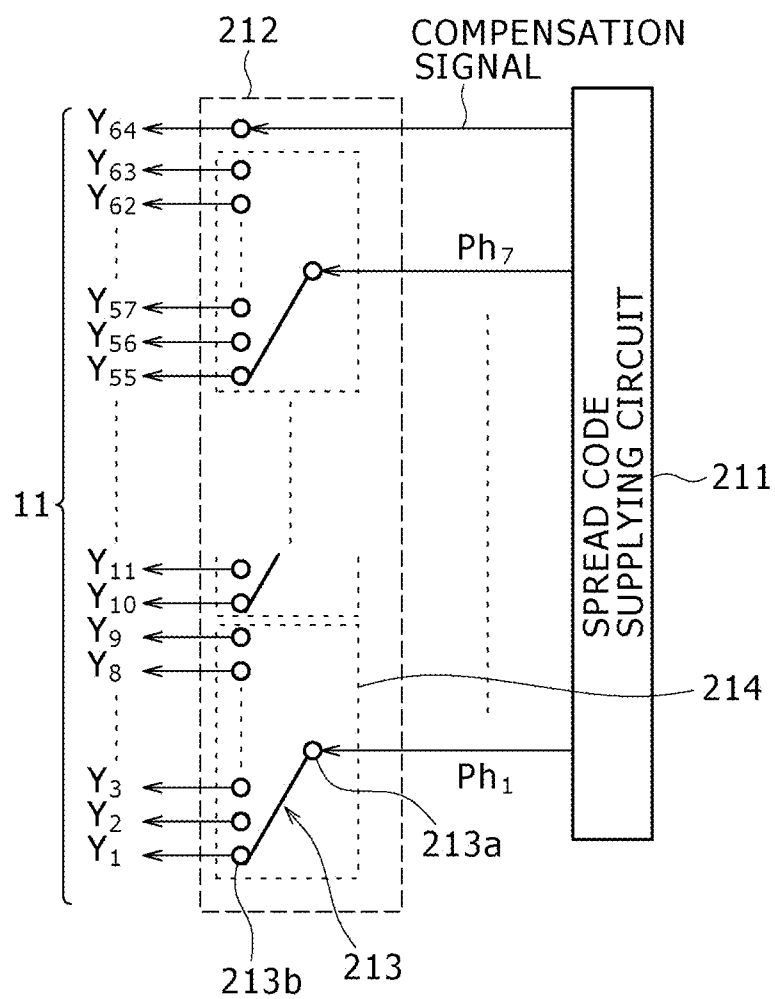 212
COMPENSATION
SIGNAL
Y64
Y63
Y62
Ph7
Y57
Y56
Y55
SPREAD CODE
SUPPLYING CIRCUIT
211
11
Y11
Y10
Y9
Y8
214
Ph1
Y3
Y2
Y1
213a
213b
213